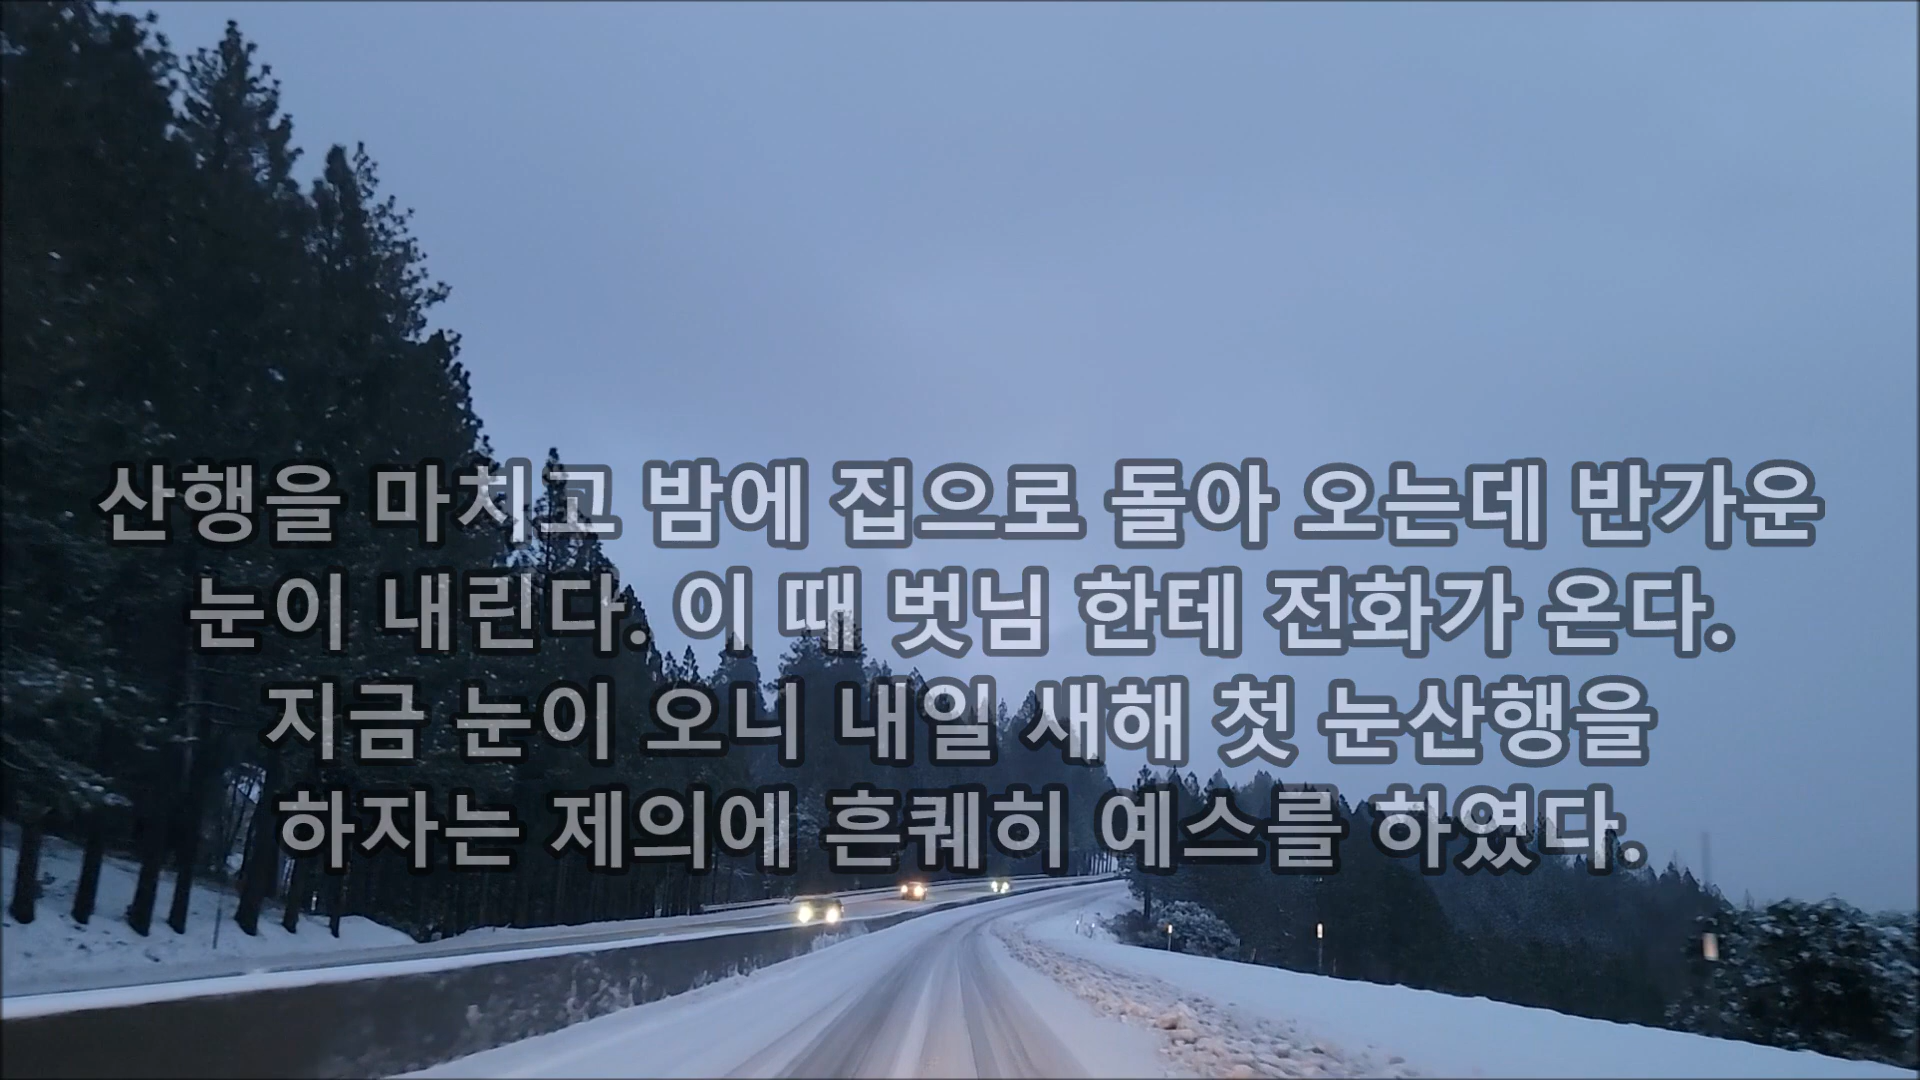 산행을 마치고 밤에 집으로 돌아 오는데 반가운
눈이 내린다. 이 때 벗님 한테 전화가 온다.
지금 눈이 오니 내일 새해 첫 눈산행을
하자는 제의에 흔퀘히 예스를 하였다.